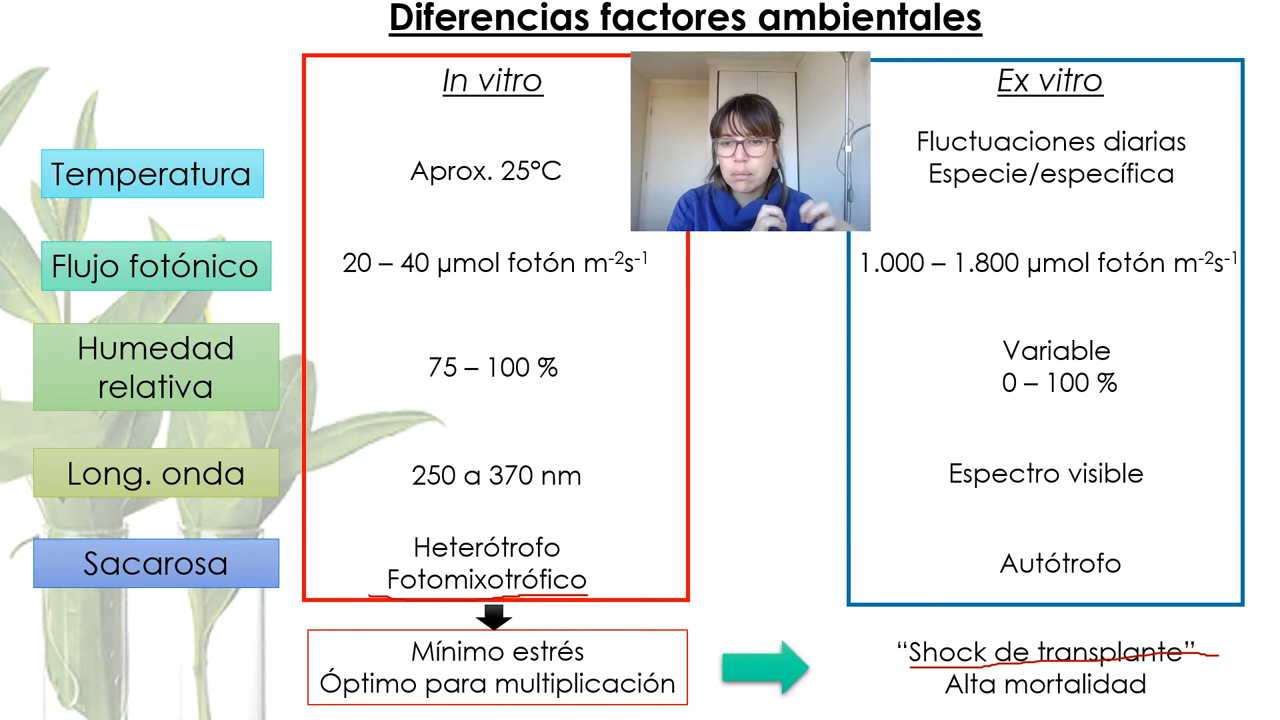 Diferencias factores ambientales
In vitro
Ex vitro
Temperatura
Aprox. 25°C
Fluctuaciones diarias
Especie/específica
Flujo fotónico
20 – 40 µmol fotón m-2s-1
1.000 – 1.800 µmol fotón m-2s-1
Humedad
relativa
75 – 100 %
Variable
0 – 100 %
Long. onda
250 a 370 nm
Espectro visible
Sacarosa
Heterótrofo
Fotomixotrófico
Autótrofo
Mínimo estrés
Óptimo para multiplicación
“Shock de transplante”
Alta mortalidad